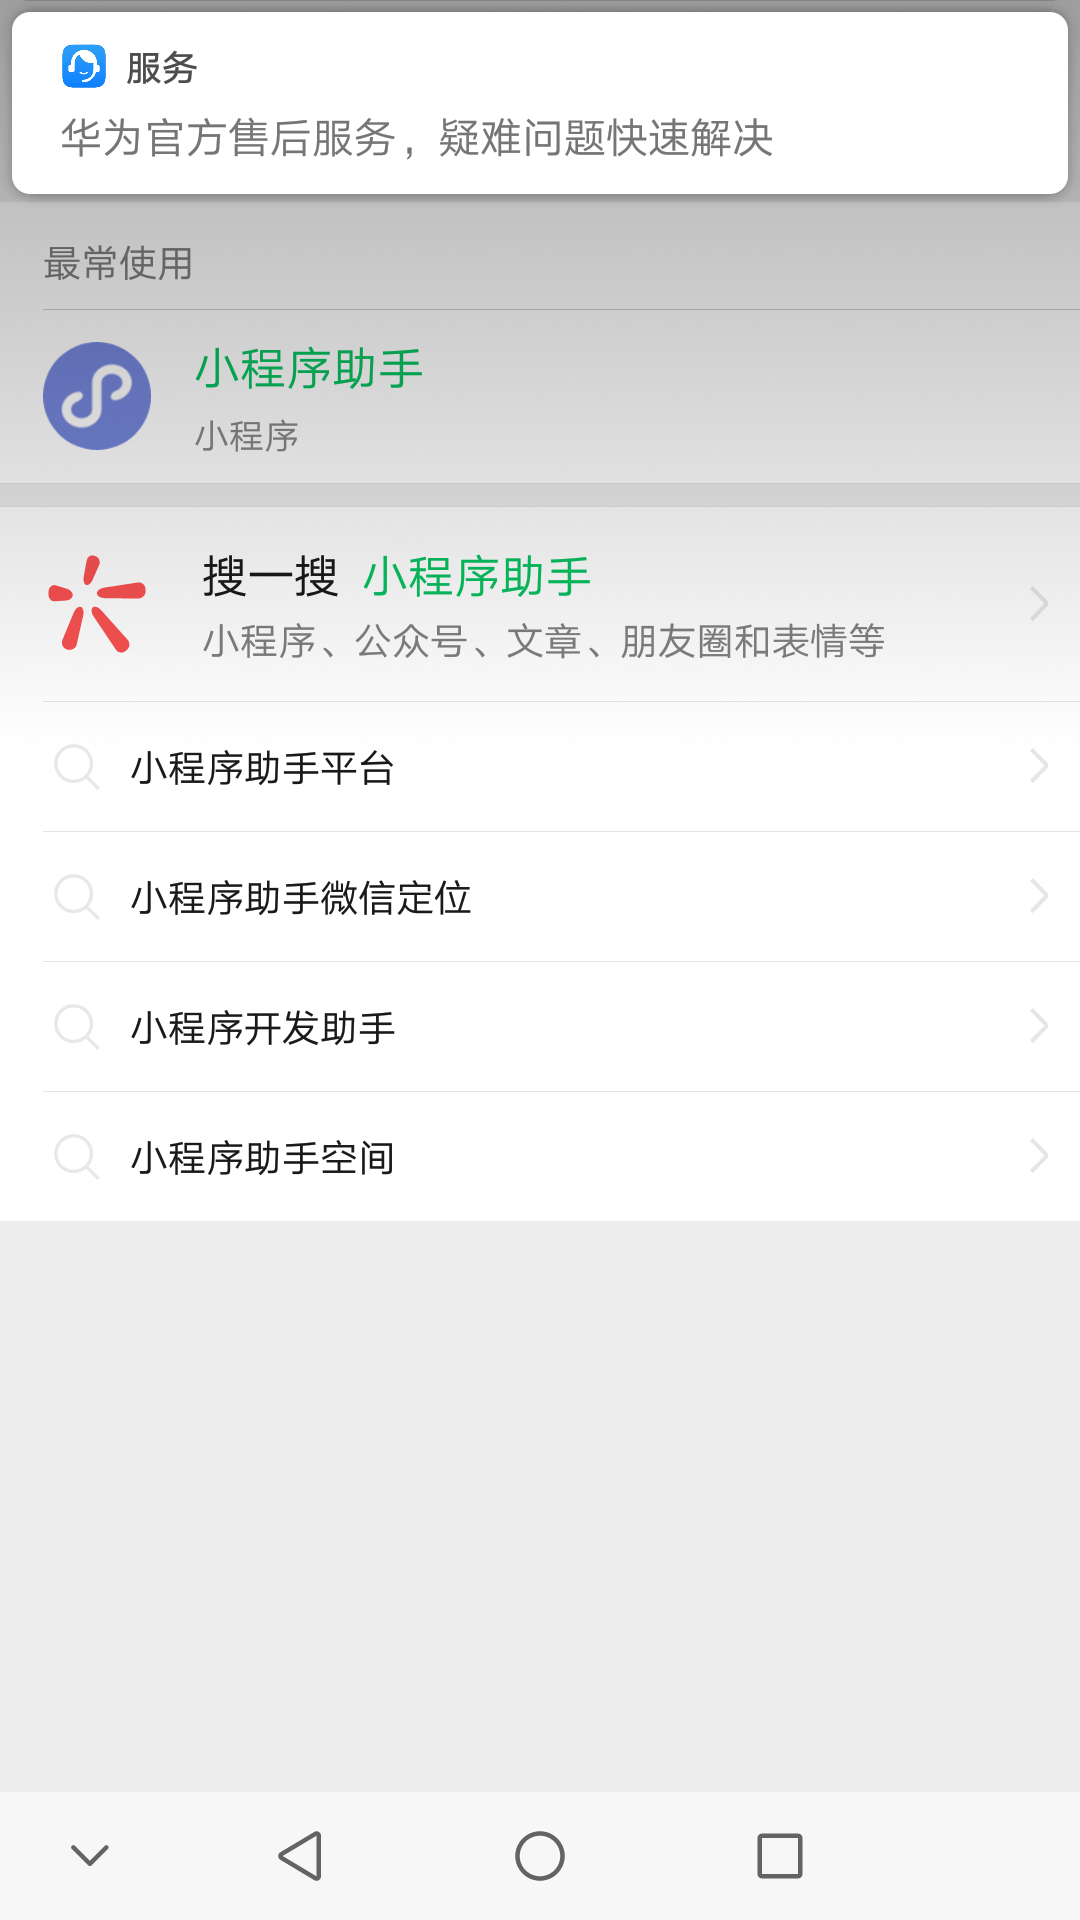 服务
华为官方售后服务，疑难问题快速解决
最常使用
小程序助手
小程序
搜一搜 小程序助手
小程序、公众号、文章、朋友圈和表情等
小程序助手平台
小程序助手微信定位
小程序开发助手
小程序助手空间